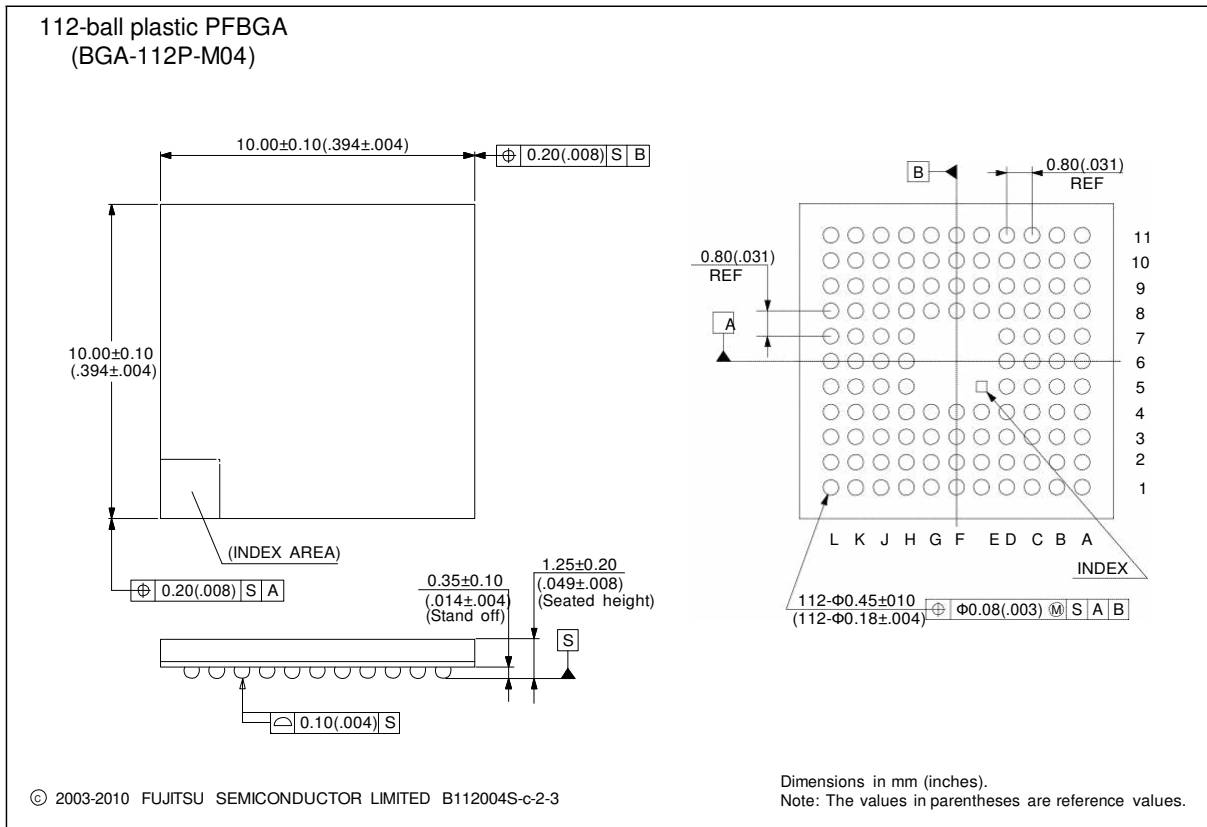 112-ball plastic PFBGA
(BGA-112P-M04)
10.00±0.10(.394±.004)
⌖ 0.20(.008) S B
10.00±0.10
(.394±.004)
(INDEX AREA)
⌖ 0.20(.008) S A
0.35±0.10
(.014±.004)
(Stand off)
1.25±0.20
(.049±.008)
(Seated height)
S
⌓ 0.10(.004) S
B
0.80(.031)
REF
0.80(.031)
REF
A
11
10
9
8
7
6
5
4
3
2
1
L K J H G F E D C B A
INDEX
112-Φ0.45±010
(112-Φ0.18±.004)
⌖ Φ0.08(.003) Ⓜ S A B
© 2003-2010 FUJITSU SEMICONDUCTOR LIMITED B112004S-c-2-3
Dimensions in mm (inches).
Note: The values in parentheses are reference values.